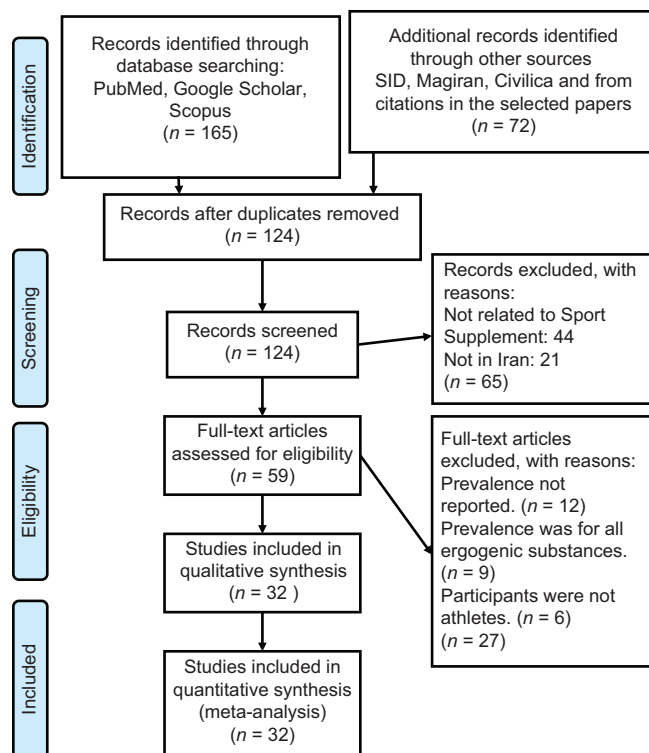 Identification
Records identified through
database searching:
PubMed, Google Scholar,
Scopus
(n = 165)
Additional records identified
through other sources
SID, Magiran, Civilica and from
citations in the selected papers
(n = 72)
Records after duplicates removed
(n = 124)
Screening
Records screened
(n = 124)
Records excluded, with
reasons:
Not related to Sport
Supplement: 44
Not in Iran: 21
(n = 65)
Eligibility
Full-text articles
assessed for eligibility
(n = 59)
Full-text articles
excluded, with reasons:
Prevalence not
reported. (n = 12)
Prevalence was for all
ergogenic substances.
(n = 9)
Participants were not
athletes. (n = 6)
(n = 27)
Studies included in
qualitative synthesis
(n = 32 )
Included
Studies included in
quantitative synthesis
(meta-analysis)
(n = 32)